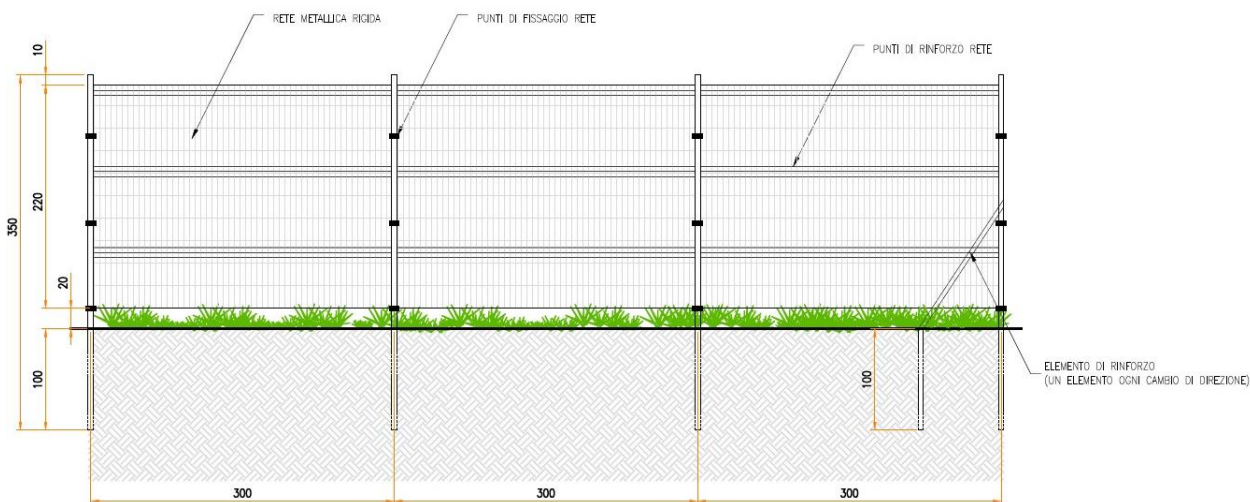 RETE METALLICA RIGIDA
PUNTI DI FISSAGGIO RETE
PUNTI DI RINFORZO RETE
10
220
350
20
100
100
ELEMENTO DI RINFORZO
(UN ELEMENTO OGNI CAMBIO DI DIREZIONE)
300
300
300